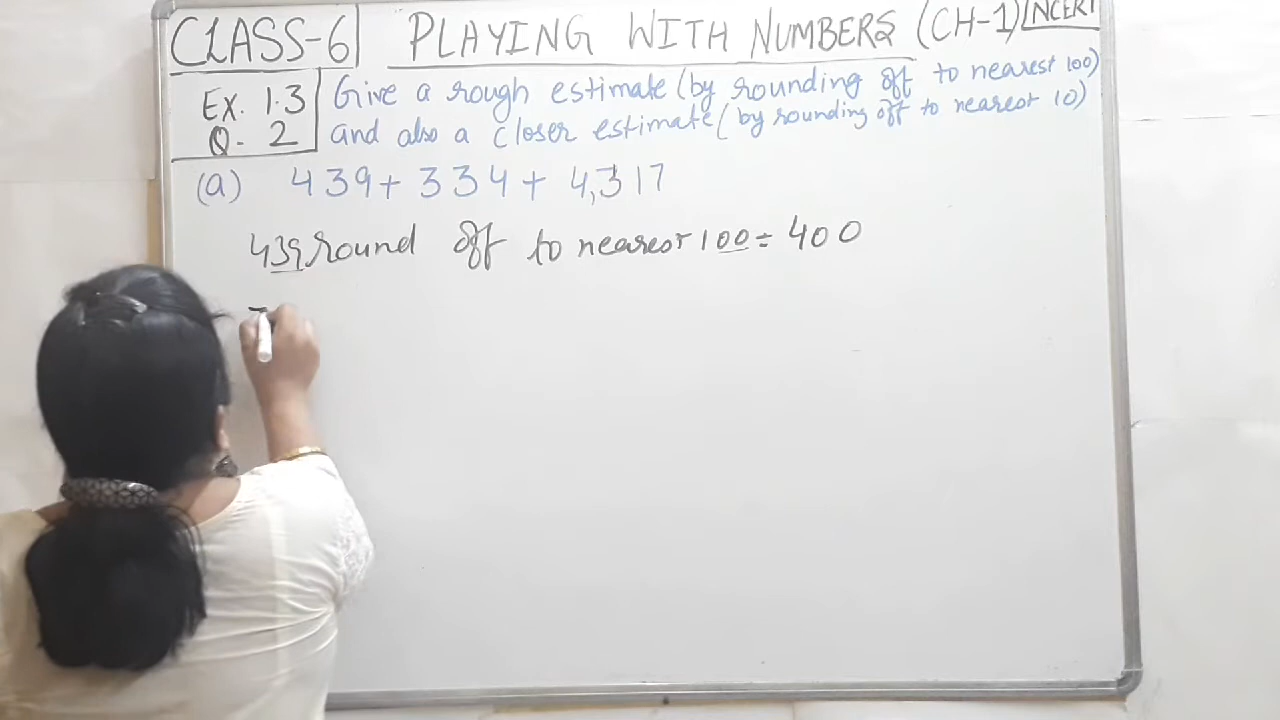 CLASS-6 PLAYING WITH NUMBERS (CH-1) NCERT
EX. 1.3 Give a rough estimate (by rounding off to nearest 100)
Q. 2 and also a closer estimate (by rounding off to nearest 10)
(a) 439 + 334 + 4,317
439 round off to nearest 100 = 400